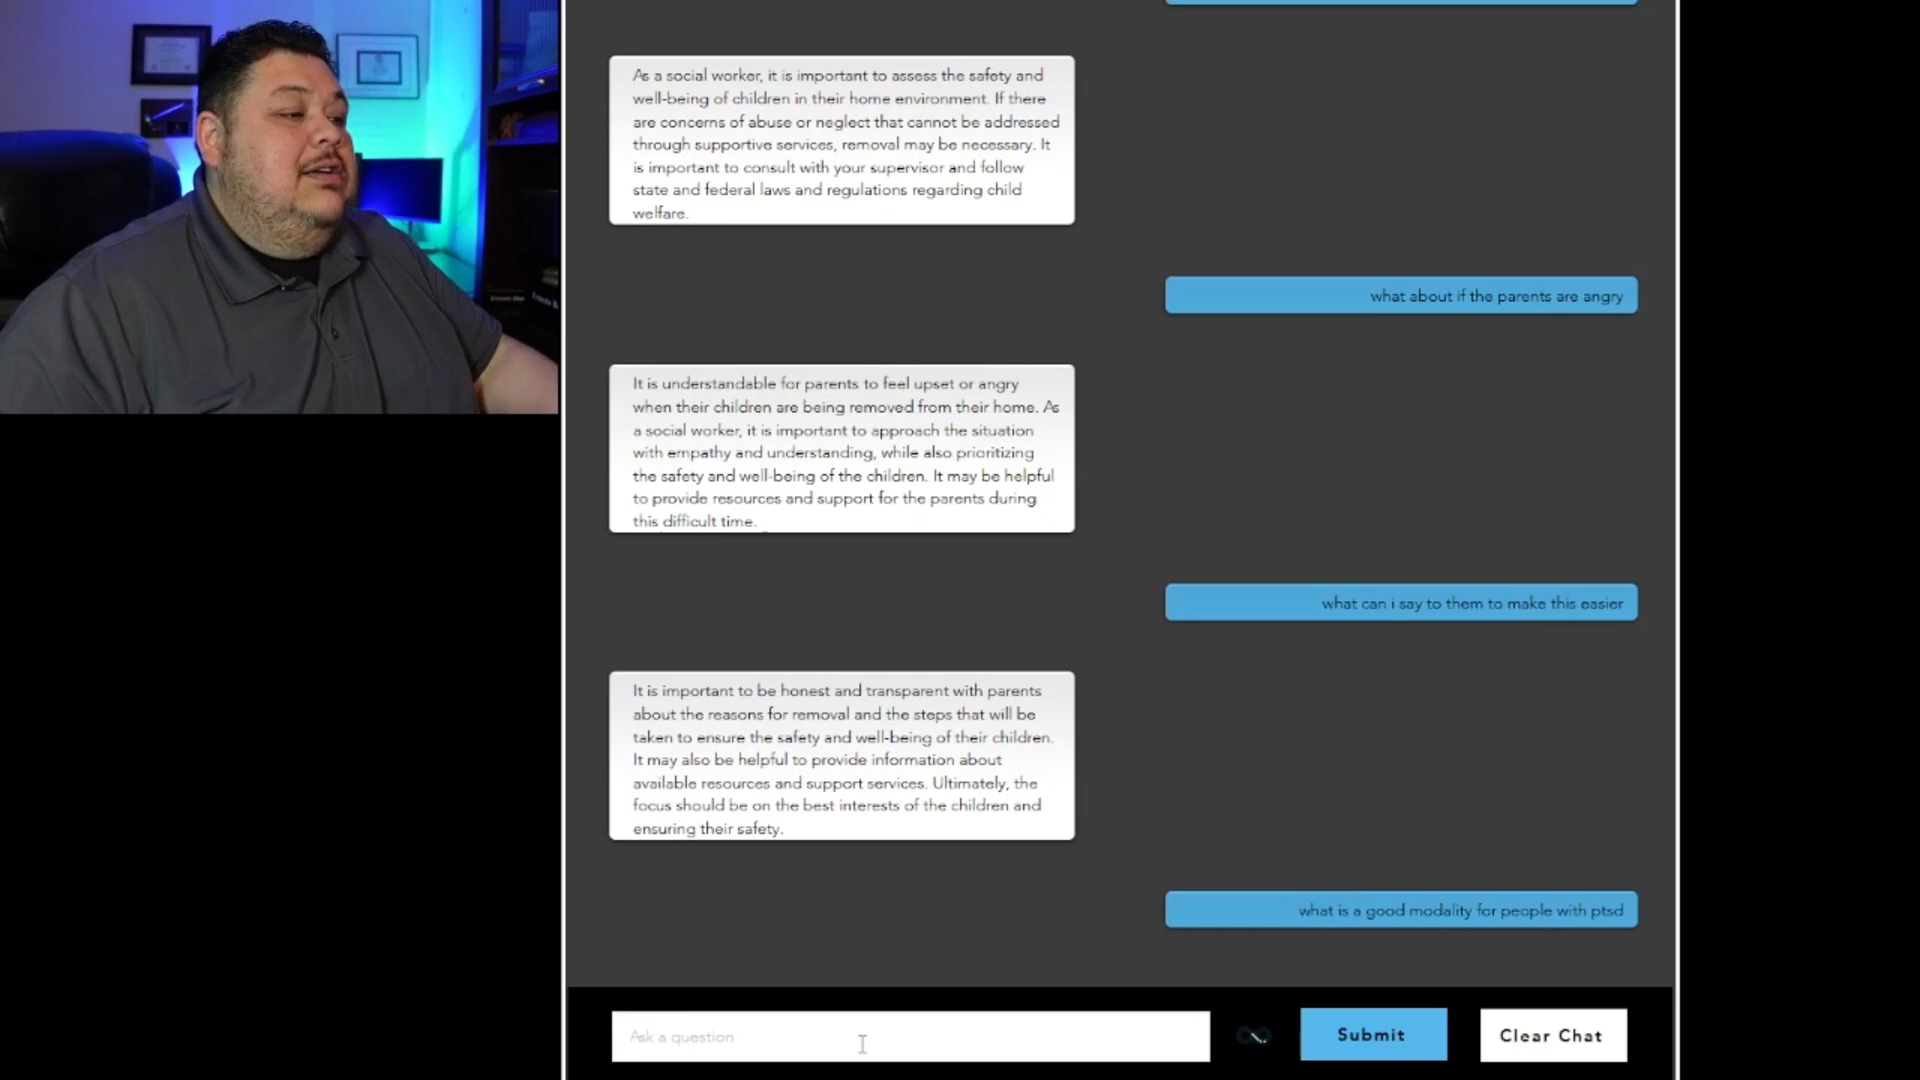 As a social worker, it is important to assess the safety and
well-being of children in their home environment. If there
are concerns of abuse or neglect that cannot be addressed
through supportive services, removal may be necessary. It
is important to consult with your supervisor and follow
state and federal laws and regulations regarding child
welfare.
what about if the parents are angry
It is understandable for parents to feel upset or angry
when their children are being removed from their home. As
a social worker, it is important to approach the situation
with empathy and understanding, while also prioritizing
the safety and well-being of the children. It may be helpful
to provide resources and support for the parents during
this difficult time.
what can i say to them to make this easier
It is important to be honest and transparent with parents
about the reasons for removal and the steps that will be
taken to ensure the safety and well-being of their children.
It may also be helpful to provide information about
available resources and support services. Ultimately, the
focus should be on the best interests of the children and
ensuring their safety.
what is a good modality for people with ptsd
Ask a question
Submit
Clear Chat